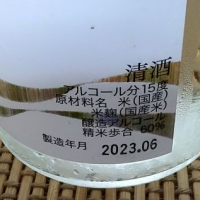 清酒
アルコール分15度
原材料名 米(国産)
米麹(国産米)
醸造アルコール
精米歩合 60%
製造年月 2023.06